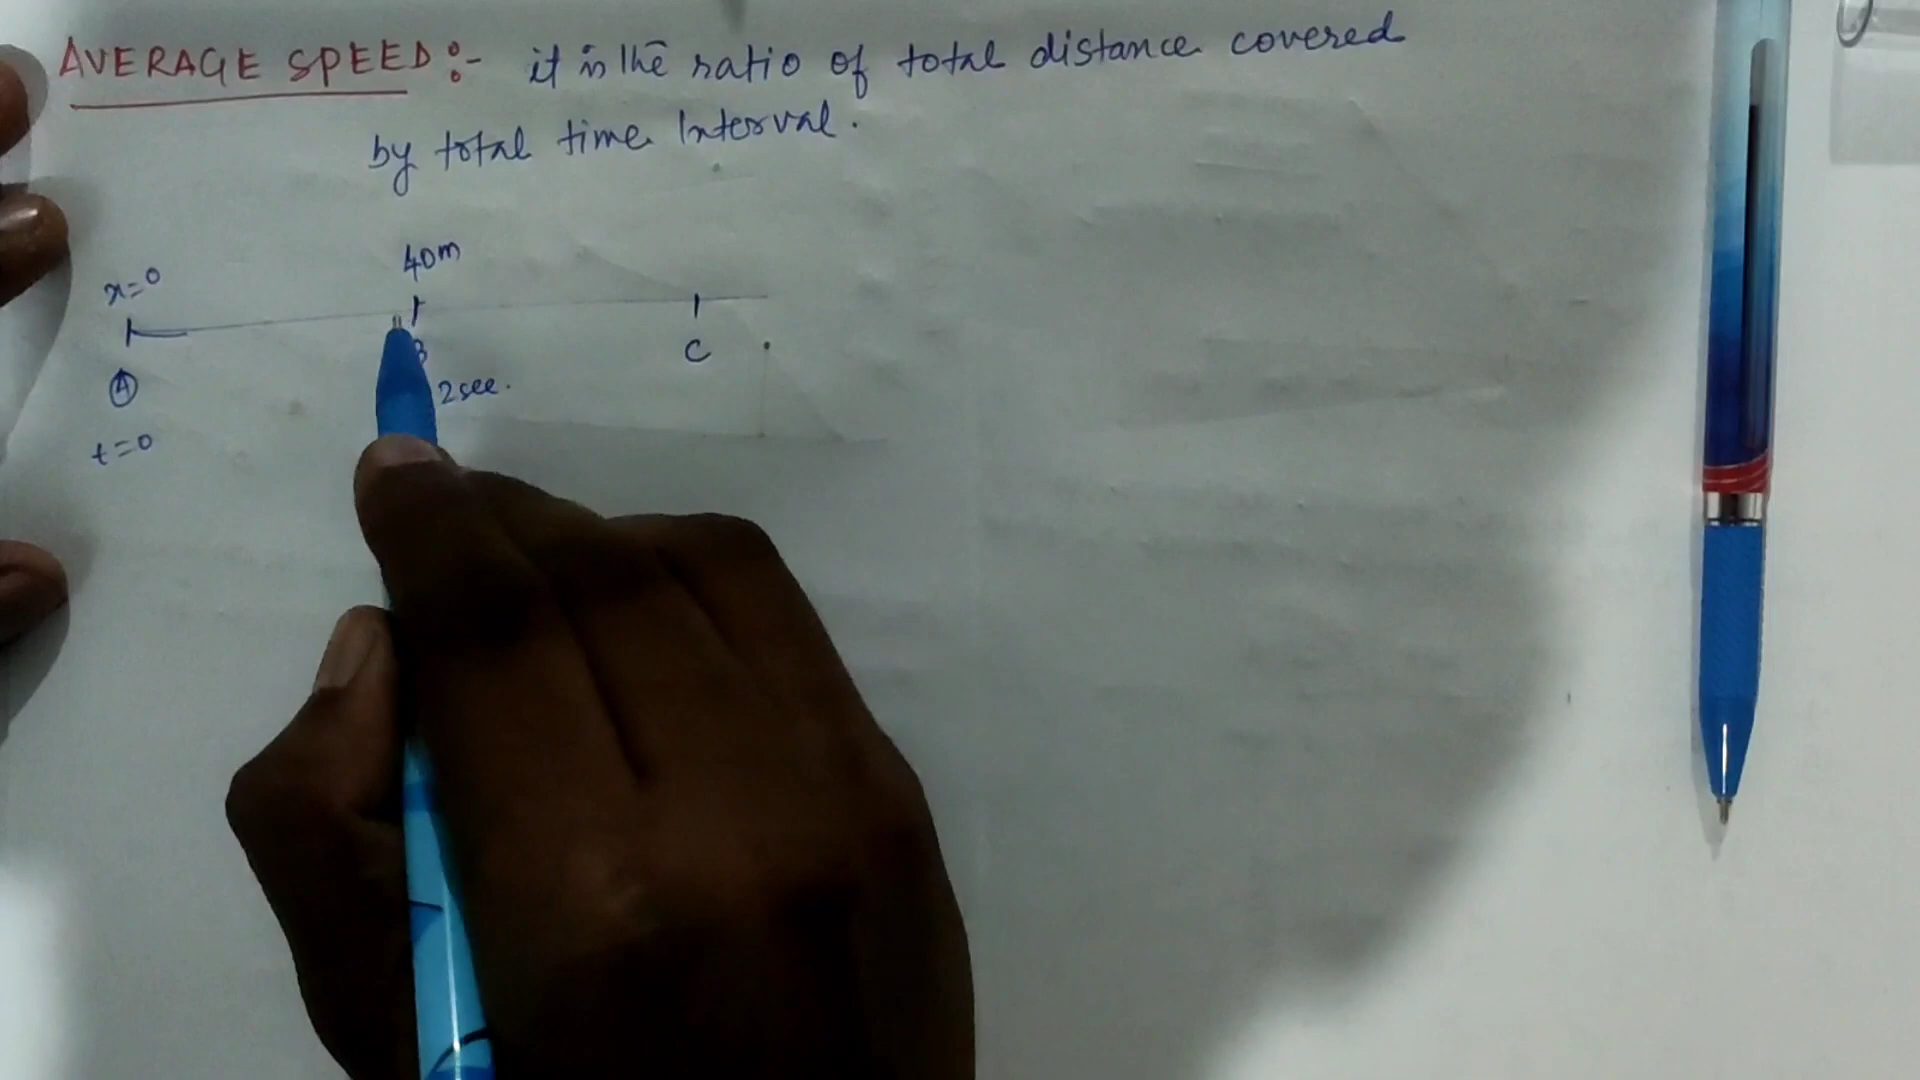 AVERAGE SPEED :- it is the ratio of total distance covered
by total time Interval.
40m
x=0
B
C
A
2sec.
t=0